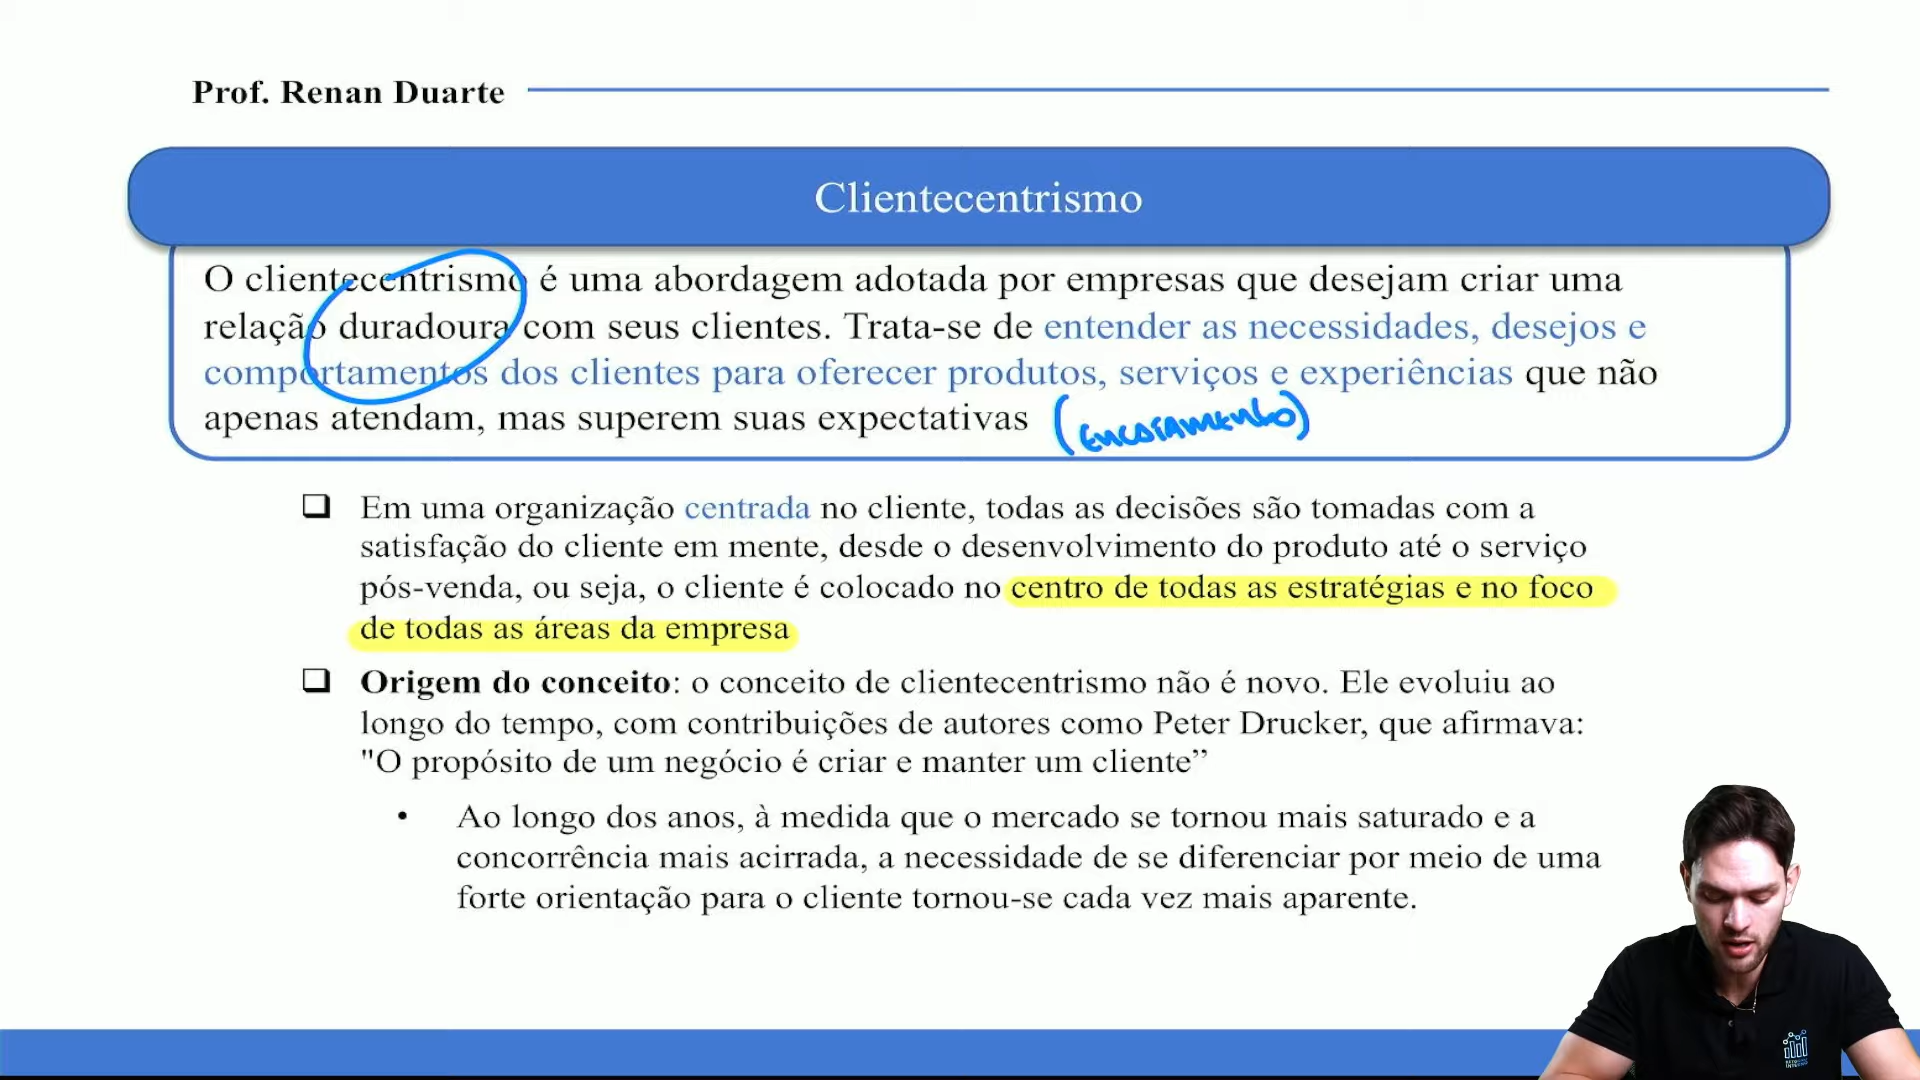 Prof. Renan Duarte
Clientecentrismo
O clientecentrismo é uma abordagem adotada por empresas que desejam criar uma
relação duradoura com seus clientes. Trata-se de entender as necessidades, desejos e
comportamentos dos clientes para oferecer produtos, serviços e experiências que não
apenas atendam, mas superem suas expectativas
❑ Em uma organização centrada no cliente, todas as decisões são tomadas com a
satisfação do cliente em mente, desde o desenvolvimento do produto até o serviço
pós-venda, ou seja, o cliente é colocado no centro de todas as estratégias e no foco
de todas as áreas da empresa
❑ Origem do conceito: o conceito de clientecentrismo não é novo. Ele evoluiu ao
longo do tempo, com contribuições de autores como Peter Drucker, que afirmava:
"O propósito de um negócio é criar e manter um cliente”
• Ao longo dos anos, à medida que o mercado se tornou mais saturado e a
concorrência mais acirrada, a necessidade de se diferenciar por meio de uma
forte orientação para o cliente tornou-se cada vez mais aparente.